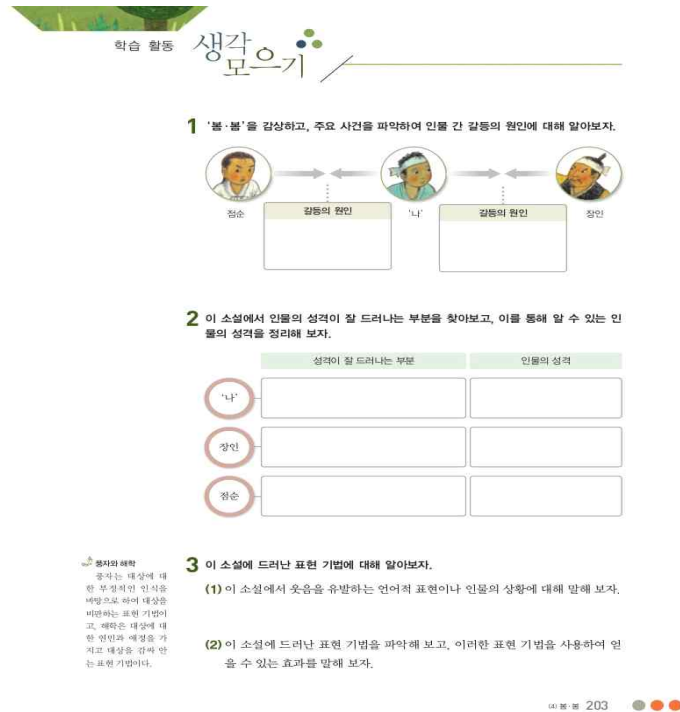 학습 활동
생각
모으기
1 '봄·봄'을 감상하고, 주요 사건을 파악하여 인물 간 갈등의 원인에 대해 알아보자.
점순
갈등의 원인
'나'
갈등의 원인
장인
2 이 소설에서 인물의 성격이 잘 드러나는 부분을 찾아보고, 이를 통해 알 수 있는 인
물의 성격을 정리해 보자.
성격이 잘 드러나는 부분
인물의 성격
'나'
장인
점순
풍자와 해학
풍자는 대상에 대
한 부정적인 인식을
바탕으로 하여 대상을
비판하는 표현 기법이
고, 해학은 대상에 대
한 연민과 애정을 가
지고 대상을 감싸 안
는 표현 기법이다.
3 이 소설에 드러난 표현 기법에 대해 알아보자.
(1) 이 소설에서 웃음을 유발하는 언어적 표현이나 인물의 상황에 대해 말해 보자.
(2) 이 소설에 드러난 표현 기법을 파악해 보고, 이러한 표현 기법을 사용하여 얻
을 수 있는 효과를 말해 보자.
(4) 봄·봄 203